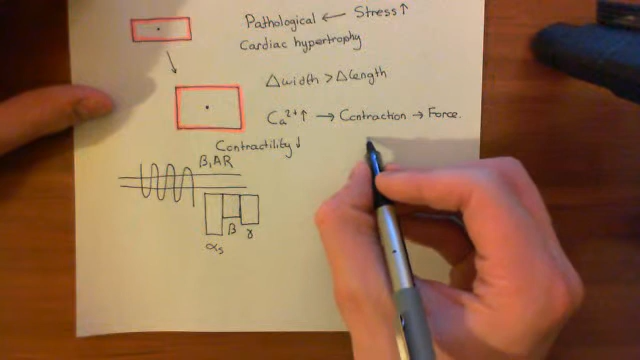 Pathological ← Stress ↑
Cardiac hypertrophy
Δwidth > Δlength
Ca²⁺↑ → Contraction → Force.
Contractility ↓
β₁AR
αs β γ